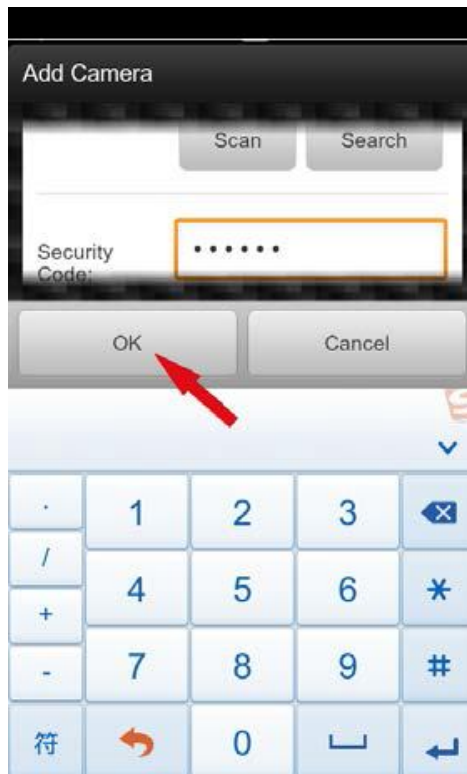 Add Camera
Scan Search
Security
Code:
••••••
OK Cancel
. 1 2 3
/
4 5 6 *
+
- 7 8 9 #
符 0